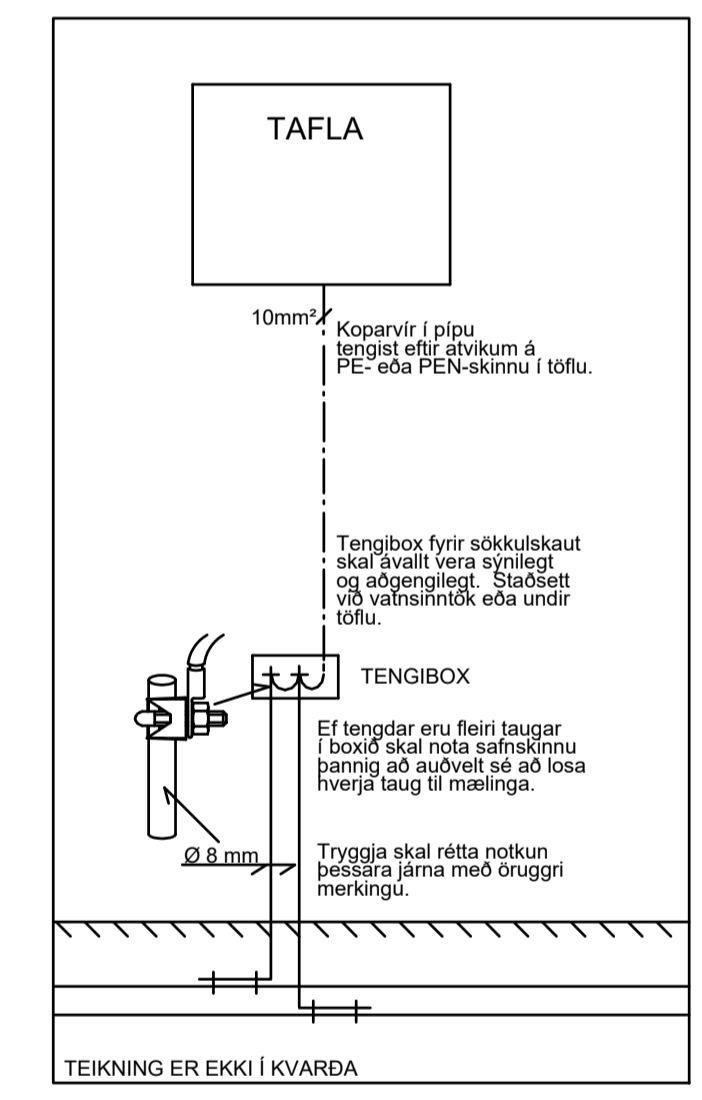 TAFLA
10mm²
Koparvír í pípu
tengist eftir atvikum á
PE- eða PEN-skinnu í töflu.
Tengibox fyrir sökkulskaut
skal ávallt vera sýnilegt
og aðgengilegt. Staðsett
við vatnsinntök eða undir
töflu.
TENGIBOX
Ef tengdar eru fleiri taugar
í boxið skal nota safnskinnu
þannig að auðvelt sé að losa
hverja taug til mælinga.
Ø 8 mm
Tryggja skal rétta notkun
þessara járna með öruggri
merkingu.
TEIKNING ER EKKI Í KVARÐA